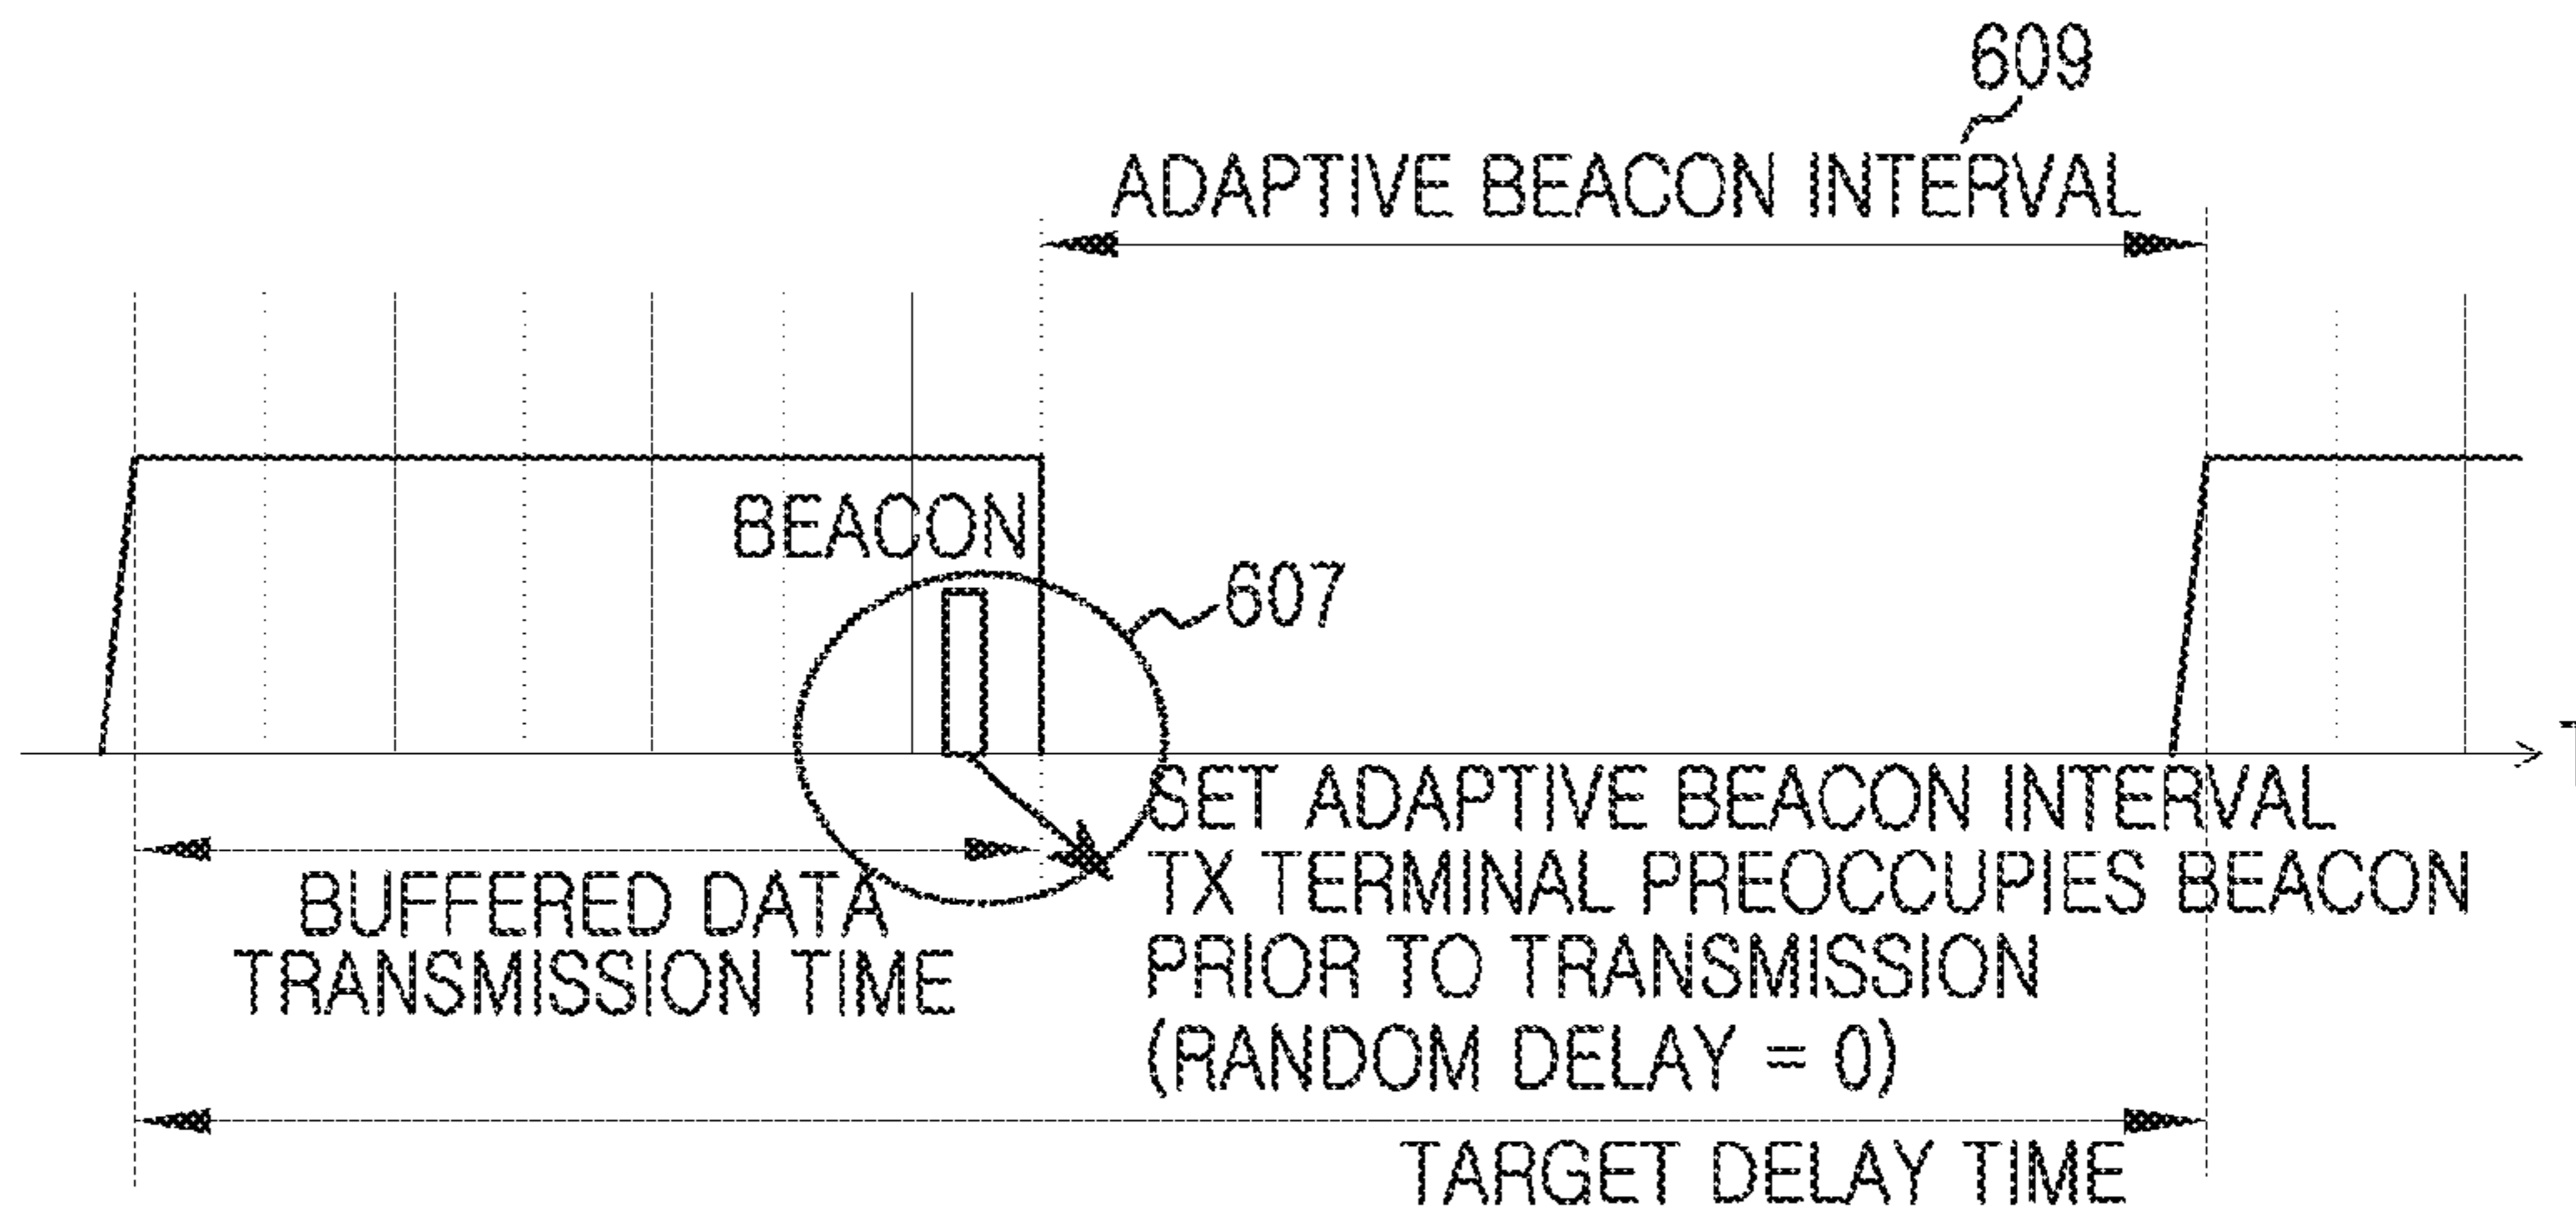 609
ADAPTIVE BEACON INTERVAL
BEACON
607
SET ADAPTIVE BEACON INTERVAL
TX TERMINAL PREOCCUPIES BEACON
PRIOR TO TRANSMISSION
(RANDOM DELAY = 0)
BUFFERED DATA
TRANSMISSION TIME
TARGET DELAY TIME